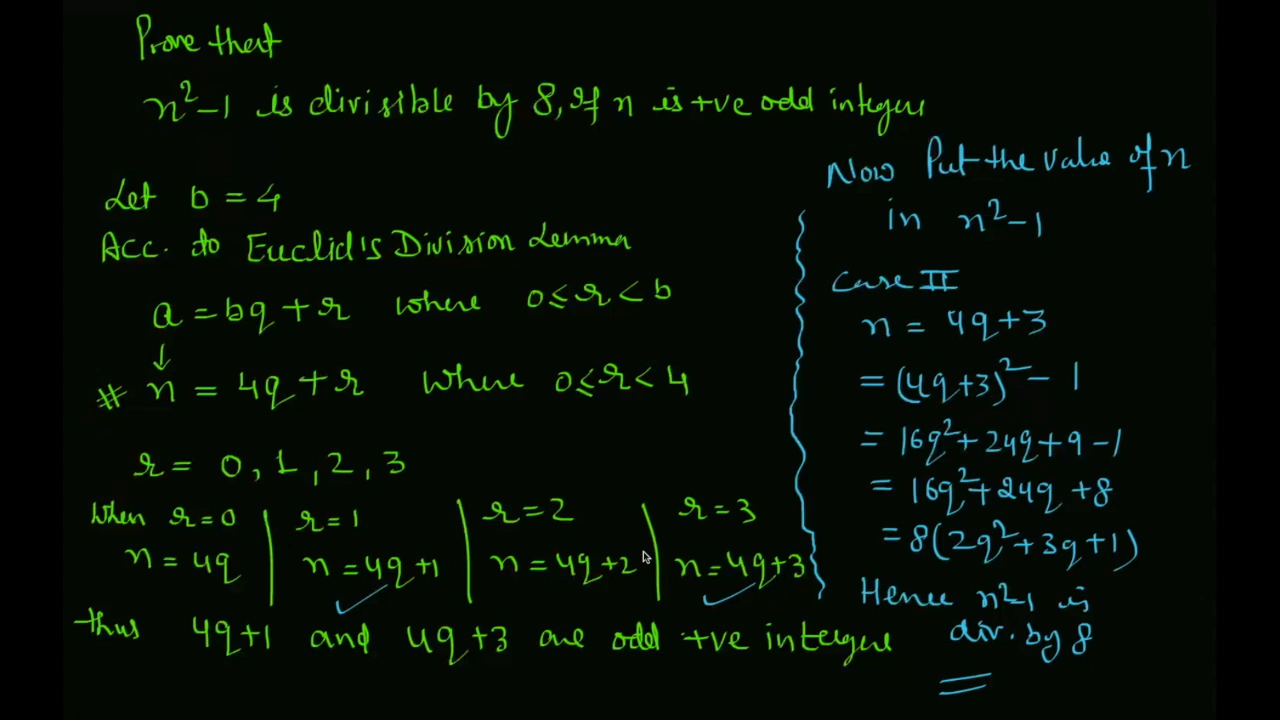 Prove that
n²-1 is divisible by 8, if n is +ve odd integer
Let b = 4
Acc. to Euclid's Division Lemma
a = bq + r where 0 ≤ r < b
↓
# n = 4q + r where 0 ≤ r < 4
r = 0, 1, 2, 3
When r=0 | r=1 | r=2 | r=3
n = 4q | n = 4q+1 | n = 4q+2 | n = 4q+3
thus 4q+1 and 4q+3 are odd +ve integer
Now Put the value of n
in n²-1
Case II
n = 4q+3
= (4q+3)² - 1
= 16q²+24q+9-1
= 16q²+24q+8
= 8(2q²+3q+1)
Hence n²-1 is
div. by 8